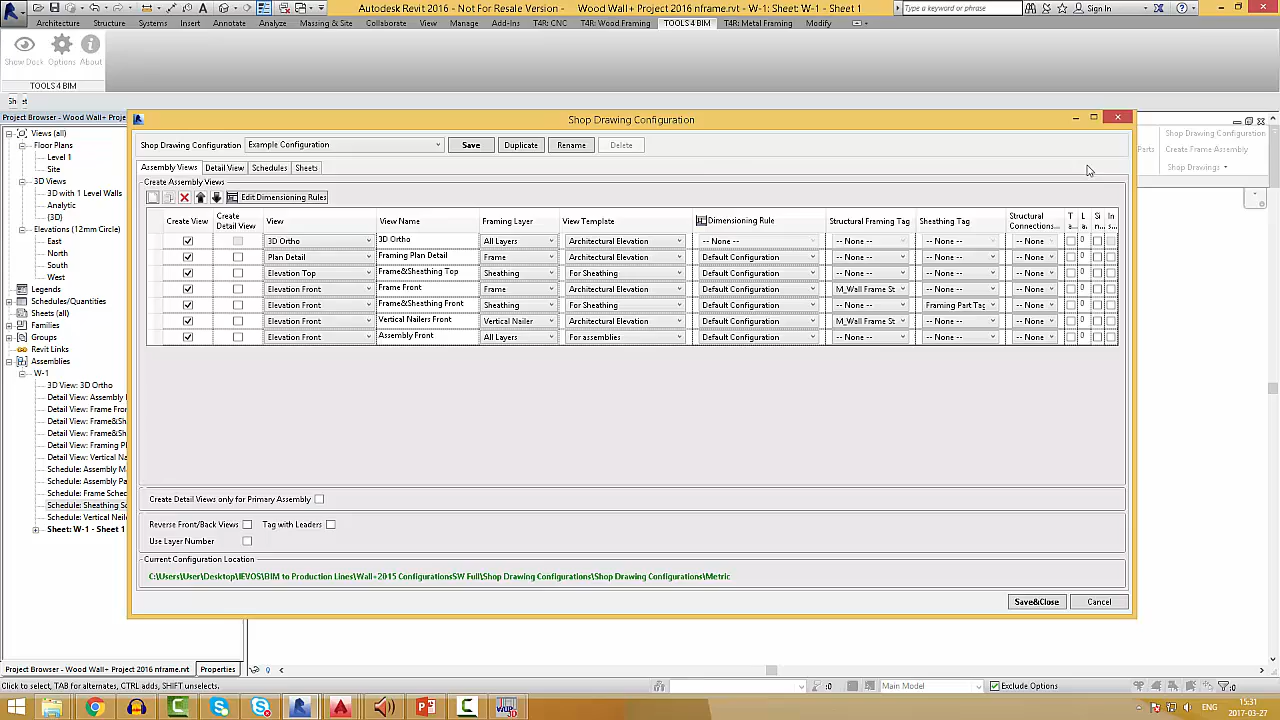 Autodesk Revit 2016 - Not For Resale Version - Wood Wall+ Project 2016 nframe.rvt - W-1: Sheet: W-1 - Sheet 1
Type a keyword or phrase
Sign In
Architecture Structure Systems Insert Annotate Analyze Massing & Site Collaborate View Manage Add-Ins T4R: CNC T4R: Wood Framing TOOLS 4 BIM T4R: Metal Framing Modify
Show Dock Options About
TOOLS 4 BIM
Project Browser - Wood Wall+ Proje
Views (all)
Floor Plans
Level 1
Site
3D Views
3D with 1 Level Walls
Analytic
{3D}
Elevations (12mm Circle)
East
North
South
West
Legends
Schedules/Quantities
Sheets (all)
Families
Groups
Revit Links
Assemblies
W-1
3D View: 3D Ortho
Detail View: Assembly
Detail View: Frame Fron
Detail View: Frame&Sh
Detail View: Frame&Sh
Detail View: Framing Pl
Detail View: Vertical
Schedule: Assembly M
Schedule: Assembly Pa
Schedule: Frame Sched
Schedule: Sheathing Sc
Schedule: Vertical Neile
Sheet: W-1 - Sheet 1
Shop Drawing Configuration
Shop Drawing Configuration Example Configuration Save Duplicate Rename Delete
Assembly Views Detail View Schedules Sheets
Create Assembly Views
Edit Dimensioning Rules
Create View Create Detail View View View Name Framing Layer View Template Dimensioning Rule Structural Framing Tag Sheathing Tag Structural Connections... T a... L a. Si n... In s...
3D Ortho 3D Ortho All Layers Architectural Elevation -- None -- -- None -- -- None -- -- None -- 0
Plan Detail Framing Plan Detail Frame Architectural Elevation Default Configuration -- None -- -- None -- -- None -- 0
Elevation Top Frame&Sheathing Top Sheathing For Sheathing Default Configuration -- None -- -- None -- -- None -- 0
Elevation Front Frame Front Frame Architectural Elevation Default Configuration M_Wall Frame St -- None -- -- None -- 0
Elevation Front Frame&Sheathing Front Sheathing For Sheathing Default Configuration -- None -- Framing Part Tag -- None -- 0
Elevation Front Vertical Nailers Front Vertical Nailer Architectural Elevation Default Configuration M_Wall Frame St -- None -- -- None -- 0
Elevation Front Assembly Front All Layers For assemblies Default Configuration -- None -- -- None -- -- None -- 0
Create Detail Views only for Primary Assembly
Reverse Front/Back Views Tag with Leaders
Use Layer Number
Current Configuration Location
C:\Users\User\Desktop\IEVOS\BIM to Production Lines\Wall+2015 ConfigurationsSW Full\Shop Drawing Configurations\Shop Drawing Configurations\Metric
Save&Close Cancel
Shop Drawing Configuration
Parts Create Frame Assembly
Shop Drawings
Project Browser - Wood Wall+ Project 2016 nframe.rvt Properties
Click to select, TAB for alternates, CTRL adds, SHIFT unselects.
:0 Main Model Exclude Options :0
ENG
15:31
2017-03-27